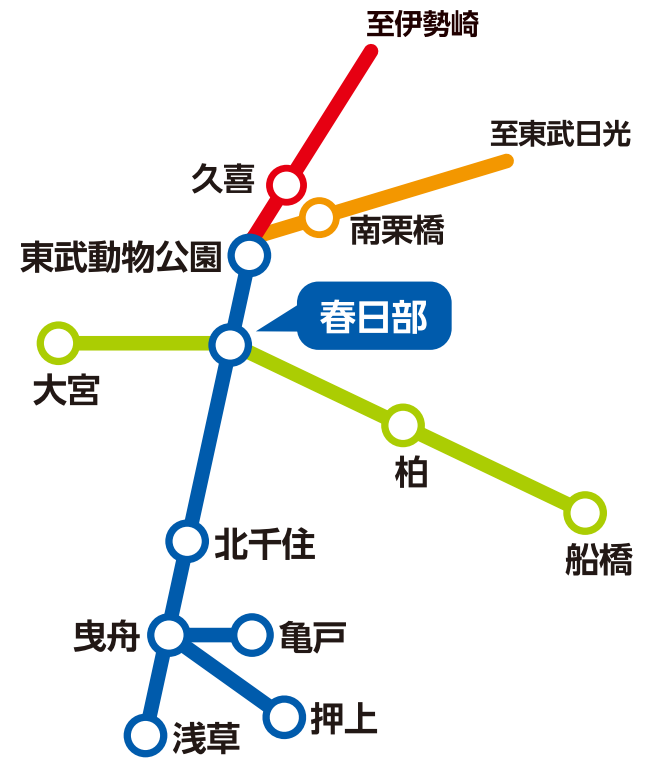 至伊勢崎
至東武日光
久喜
南栗橋
東武動物公園
春日部
大宮
柏
北千住
船橋
曳舟
亀戸
押上
浅草